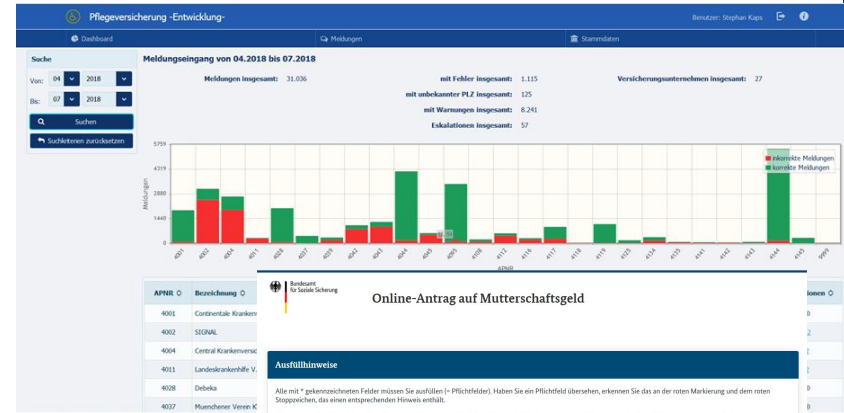 Pflegeversicherung -Entwicklung-
Benutzer: Stephan Kaps
Dashboard
Meldungen
Stammdaten
Suche
Von: 04 2018
Bis: 07 2018
Suchen
Suchkriterien zurücksetzen
Meldungseingang von 04.2018 bis 07.2018
Meldungen insgesamt: 31.036
mit Fehler insgesamt: 1.115
Versicherungsunternehmen insgesamt: 27
mit unbekannter PLZ insgesamt: 125
mit Warnungen insgesamt: 8.241
Eskalationen insgesamt: 57
5759
4319
2880
1440
0
Meldungen
inkorrekte Meldungen
korrekte Meldungen
4001 4002 4004 4011 4028 4037 4039 4042 4043 4044 4045 4095 4108 4112 4116 4117 4118 4119 4125 4134 4135 4141 4142 4143 4144 4145 9999
APNR
APNR Bezeichnung
ionen
4001 Continentale Kranken
0
4002 SIGNAL
2
4004 Central Krankenversic
4011 Landeskrankenhilfe V.
4028 Debeka
0
4037 Muenchener Verein K
0
Bundesamt
für Soziale Sicherung
Online-Antrag auf Mutterschaftsgeld
Ausfüllhinweise
Alle mit * gekennzeichneten Felder müssen Sie ausfüllen (= Pflichtfelder). Haben Sie ein Pflichtfeld übersehen, erkennen Sie das an der roten Markierung und dem roten
Stoppzeichen, das einen entsprechenden Hinweis enthält.